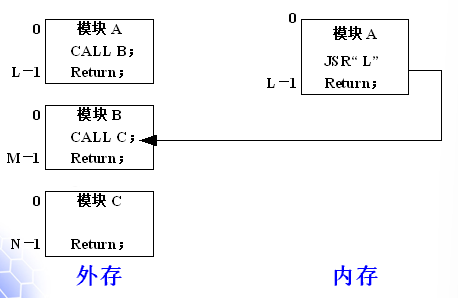 0
模块 A
CALL B；
L－1
Return；
0
模块 B
CALL C；
M－1
Return；
0
模块 C
N－1
Return；
外存
0
模块 A
JSR“ L”
L－1
Return；
内存